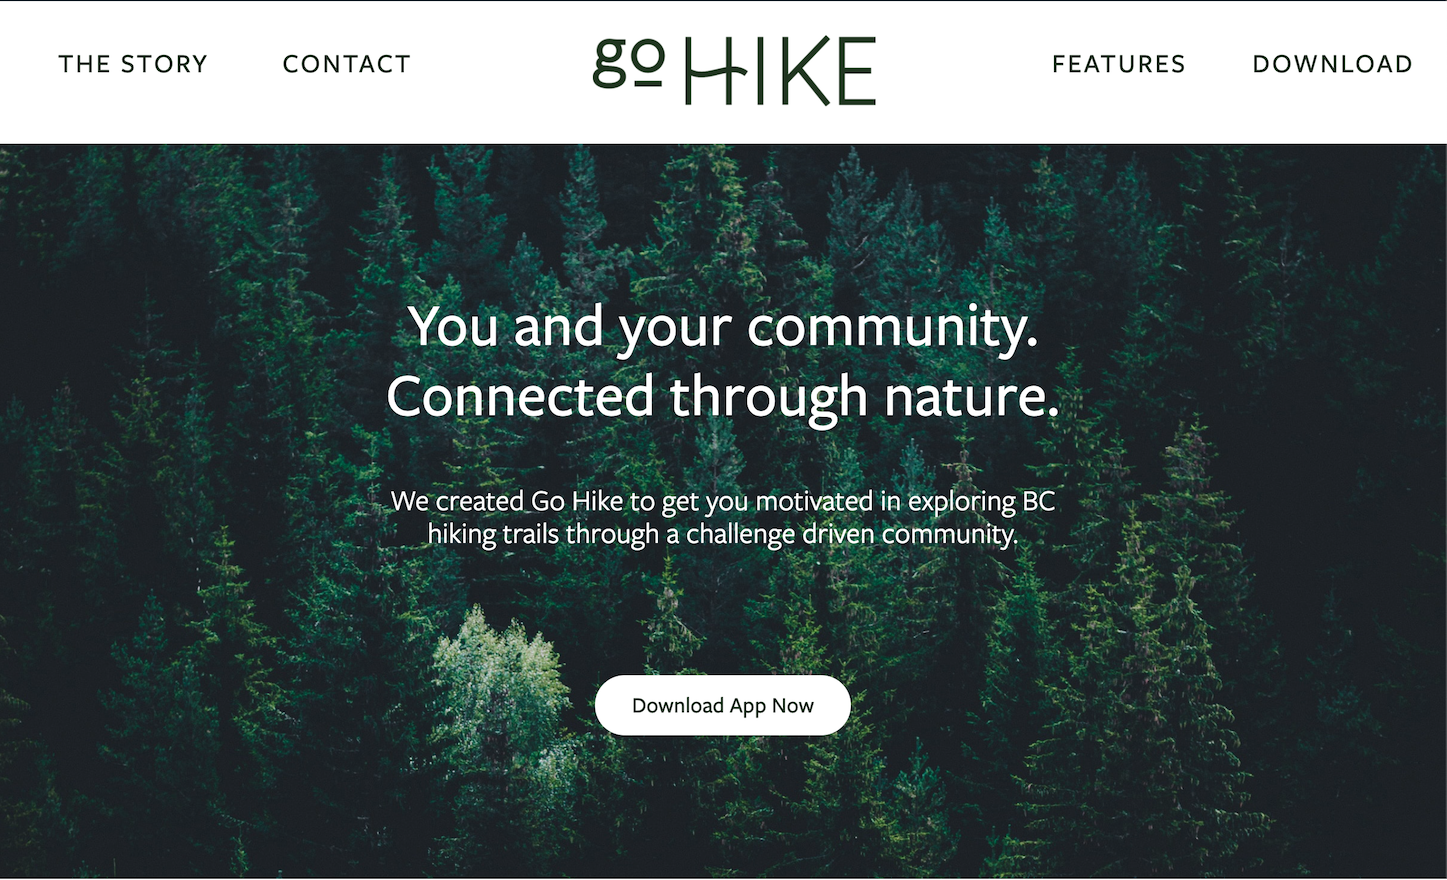 THE STORY
CONTACT
go HIKE
FEATURES
DOWNLOAD
You and your community.
Connected through nature.
We created Go Hike to get you motivated in exploring BC
hiking trails through a challenge driven community.
Download App Now